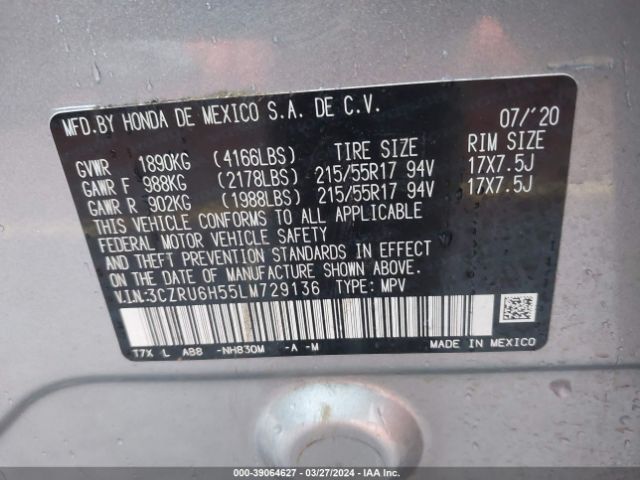 MFD.BY HONDA DE MEXICO S.A. DE C.V. 07/'20
GVWR 1890KG (4166LBS) TIRE SIZE RIM SIZE
GAWR F 988KG (2178LBS) 215/55R17 94V 17X7.5J
GAWR R 902KG (1988LBS) 215/55R17 94V 17X7.5J
THIS VEHICLE CONFORMS TO ALL APPLICABLE
FEDERAL MOTOR VEHICLE SAFETY
AND THEFT PREVENTION STANDARDS IN EFFECT
ON THE DATE OF MANUFACTURE SHOWN ABOVE.
V.I.N:3CZRU6H55LM729136 TYPE: MPV
T7X L AB8 -NH830M -A -M
MADE IN MEXICO
000-39064627 - 03/27/2024 - IAA Inc.